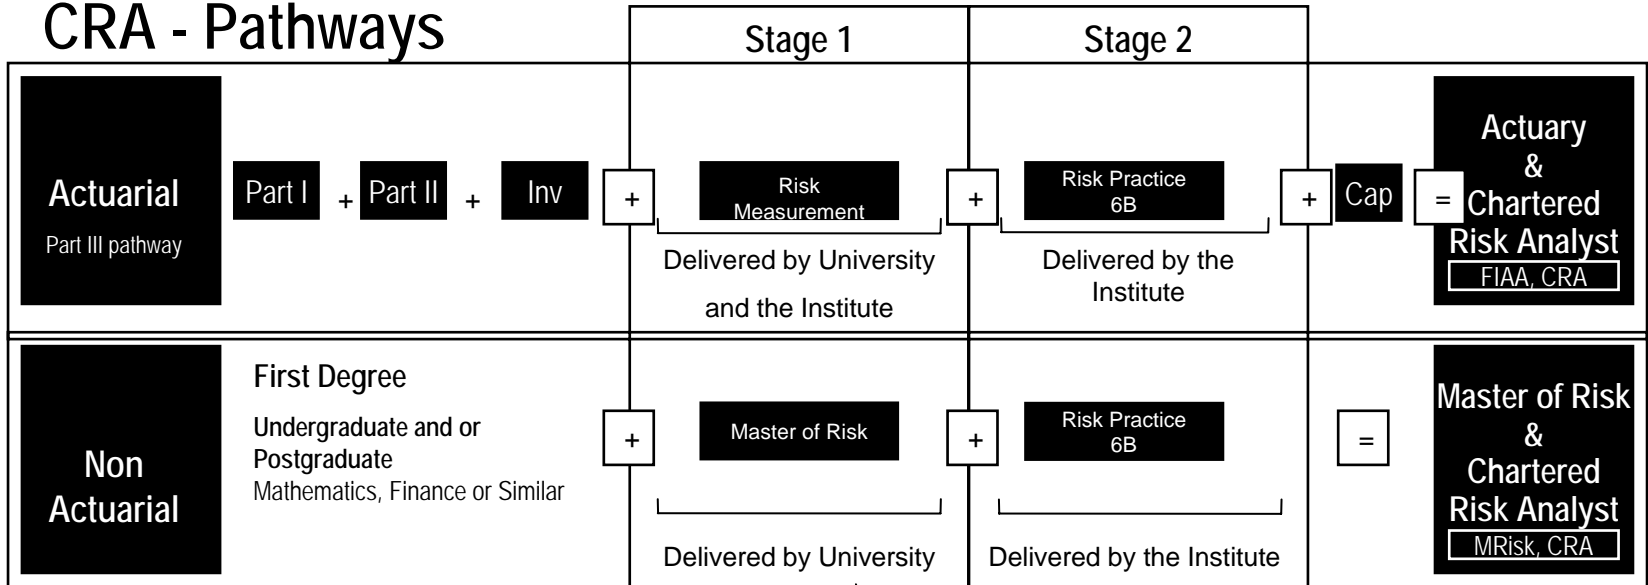 CRA - Pathways
Stage 1
Stage 2
Actuarial
Part III pathway
Part I
+
Part II
+
Inv
+
Risk
Measurement
Delivered by University
and the Institute
+
Risk Practice
6B
Delivered by the
Institute
+
Cap
=
Actuary
&
Chartered
Risk Analyst
FIAA, CRA
Non
Actuarial
First Degree
Undergraduate and or
Postgraduate
Mathematics, Finance or Similar
+
Master of Risk
Delivered by University
+
Risk Practice
6B
Delivered by the Institute
=
Master of Risk
&
Chartered
Risk Analyst
MRisk, CRA